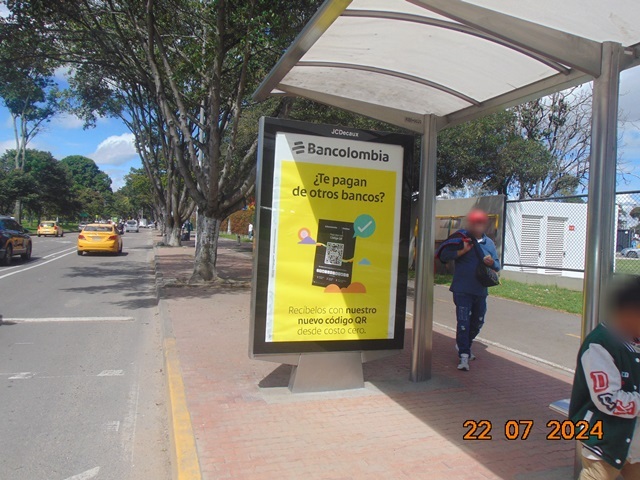 JCDecaux
Bancolombia
¿Te pagan
de otros bancos?
Recíbelos con nuestro
nuevo código QR
desde costo cero.
22 07 2024